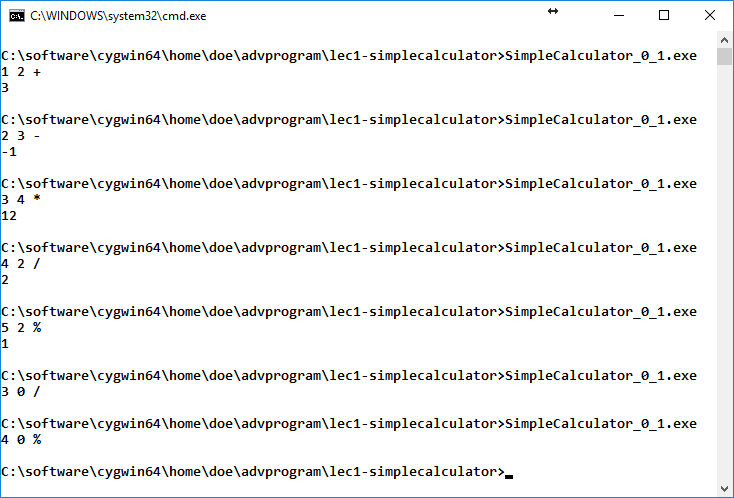 C:\WINDOWS\system32\cmd.exe
C:\software\cygwin64\home\doe\advprogram\lec1-simplecalculator>SimpleCalculator_0_1.exe
1 2 +
3
C:\software\cygwin64\home\doe\advprogram\lec1-simplecalculator>SimpleCalculator_0_1.exe
2 3 -
-1
C:\software\cygwin64\home\doe\advprogram\lec1-simplecalculator>SimpleCalculator_0_1.exe
3 4 *
12
C:\software\cygwin64\home\doe\advprogram\lec1-simplecalculator>SimpleCalculator_0_1.exe
4 2 /
2
C:\software\cygwin64\home\doe\advprogram\lec1-simplecalculator>SimpleCalculator_0_1.exe
5 2 %
1
C:\software\cygwin64\home\doe\advprogram\lec1-simplecalculator>SimpleCalculator_0_1.exe
3 0 /
C:\software\cygwin64\home\doe\advprogram\lec1-simplecalculator>SimpleCalculator_0_1.exe
4 0 %
C:\software\cygwin64\home\doe\advprogram\lec1-simplecalculator>